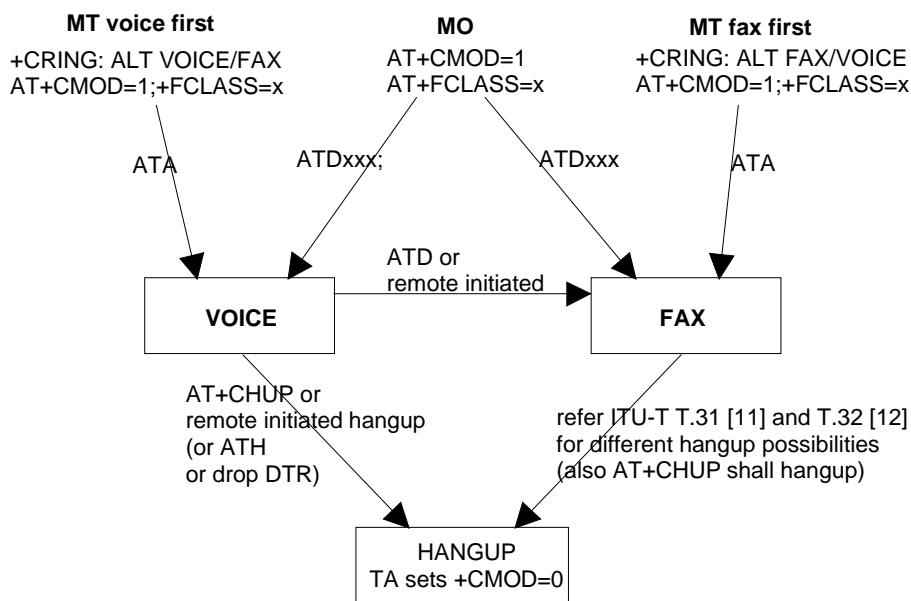 MT voice first
+CRING: ALT VOICE/FAX
AT+CMOD=1;+FCLASS=x
MO
AT+CMOD=1
AT+FCLASS=x
MT fax first
+CRING: ALT FAX/VOICE
AT+CMOD=1;+FCLASS=x
ATA
ATDxxx;
ATDxxx
ATA
ATD or
remote initiated
VOICE
FAX
AT+CHUP or
remote initiated hangup
(or ATH
or drop DTR)
refer ITU-T T.31 [11] and T.32 [12]
for different hangup possibilities
(also AT+CHUP shall hangup)
HANGUP
TA sets +CMOD=0